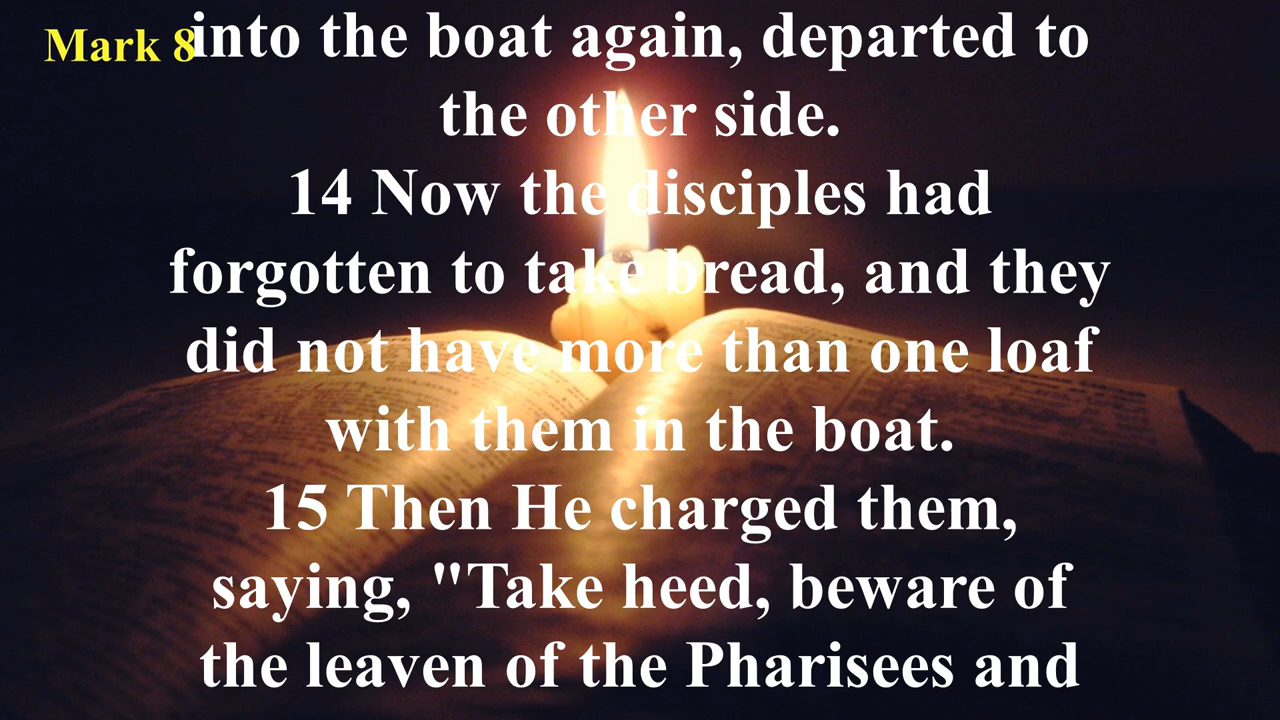 Mark 8
into the boat again, departed to
the other side.
14 Now the disciples had
forgotten to take bread, and they
did not have more than one loaf
with them in the boat.
15 Then He charged them,
saying, "Take heed, beware of
the leaven of the Pharisees and